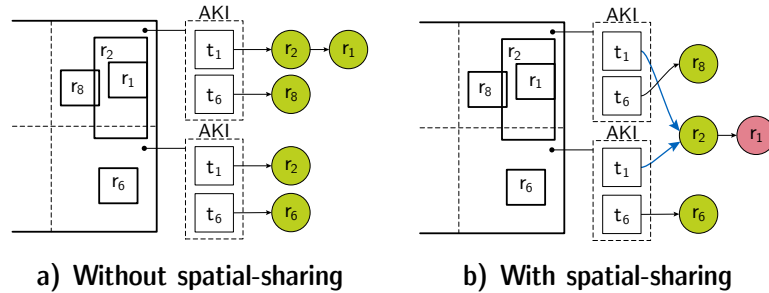 AKI
r2
t1
r2
r1
r1
r8
t6
r8
AKI
t1
r2
r6
t6
r6
a) Without spatial-sharing
AKI
r2
t1
r8
r1
r8
t6
AKI
r2
r1
t1
r6
t6
r6
b) With spatial-sharing